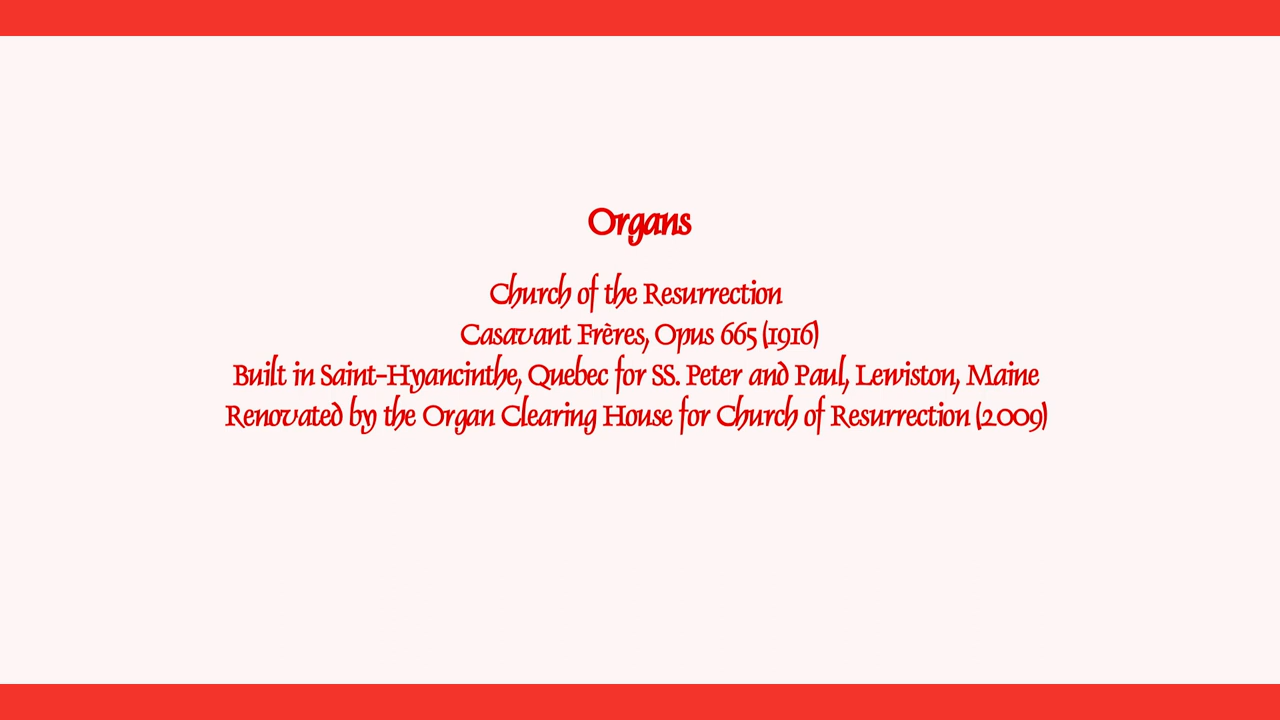 Organs
Church of the Resurrection
Casavant Frères, Opus 665 (1916)
Built in Saint-Hyancinthe, Quebec for SS. Peter and Paul, Lewiston, Maine
Renovated by the Organ Clearing House for Church of Resurrection (2009)